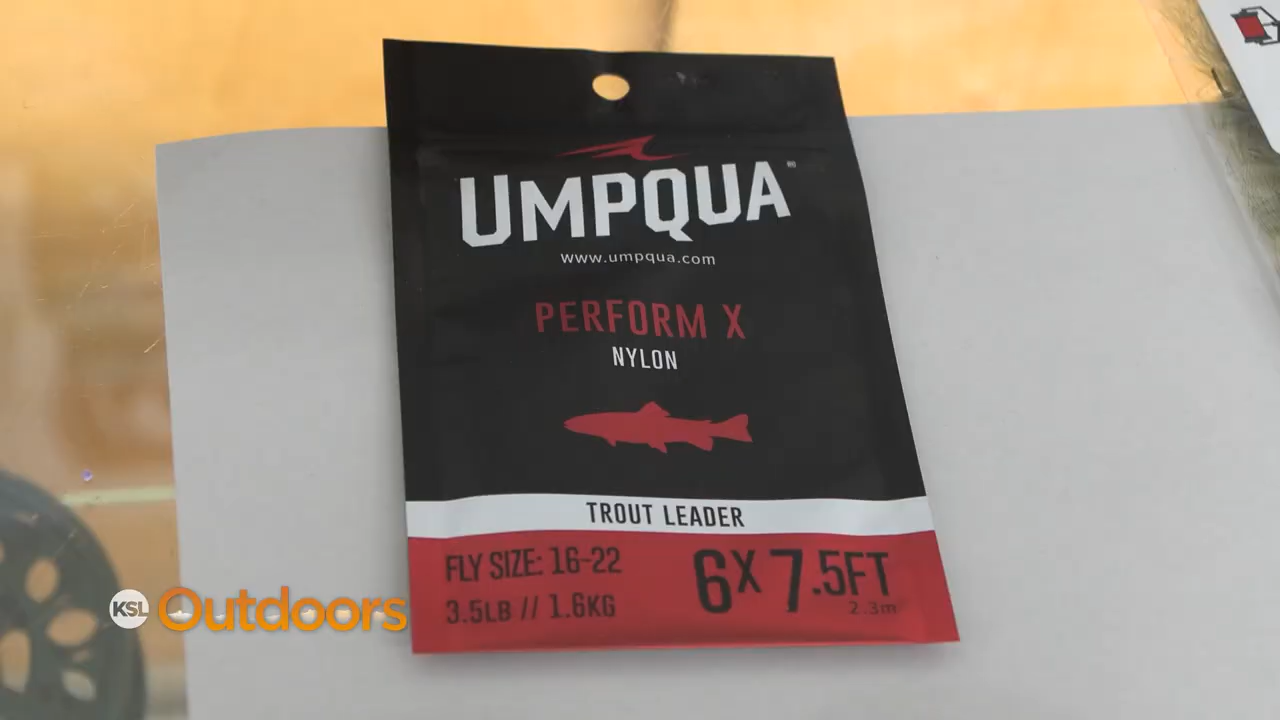 UMPQUA®
www.umpqua.com
PERFORM X
NYLON
TROUT LEADER
FLY SIZE: 16-22
3.5LB // 1.6KG
6X 7.5FT
2.3m
KSL Outdoors